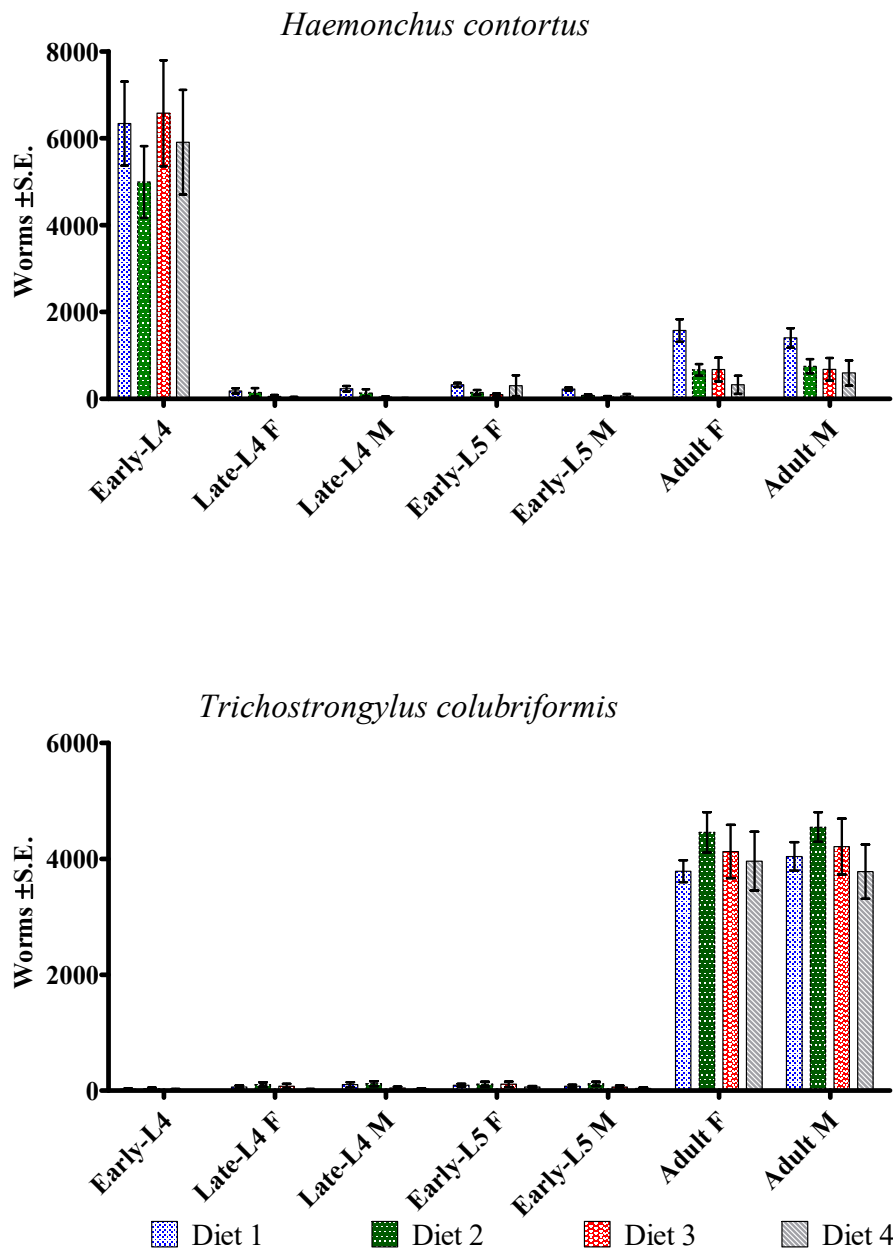 Haemonchus contortus
8000
6000
4000
2000
0
Worms ±S.E.
Early-L4
Late-L4 F
Late-L4 M
Early-L5 F
Early-L5 M
Adult F
Adult M
Trichostrongylus colubriformis
6000
4000
2000
0
Worms ±S.E.
Early-L4
Late-L4 F
Late-L4 M
Early-L5 F
Early-L5 M
Adult F
Adult M
Diet 1 Diet 2 Diet 3 Diet 4